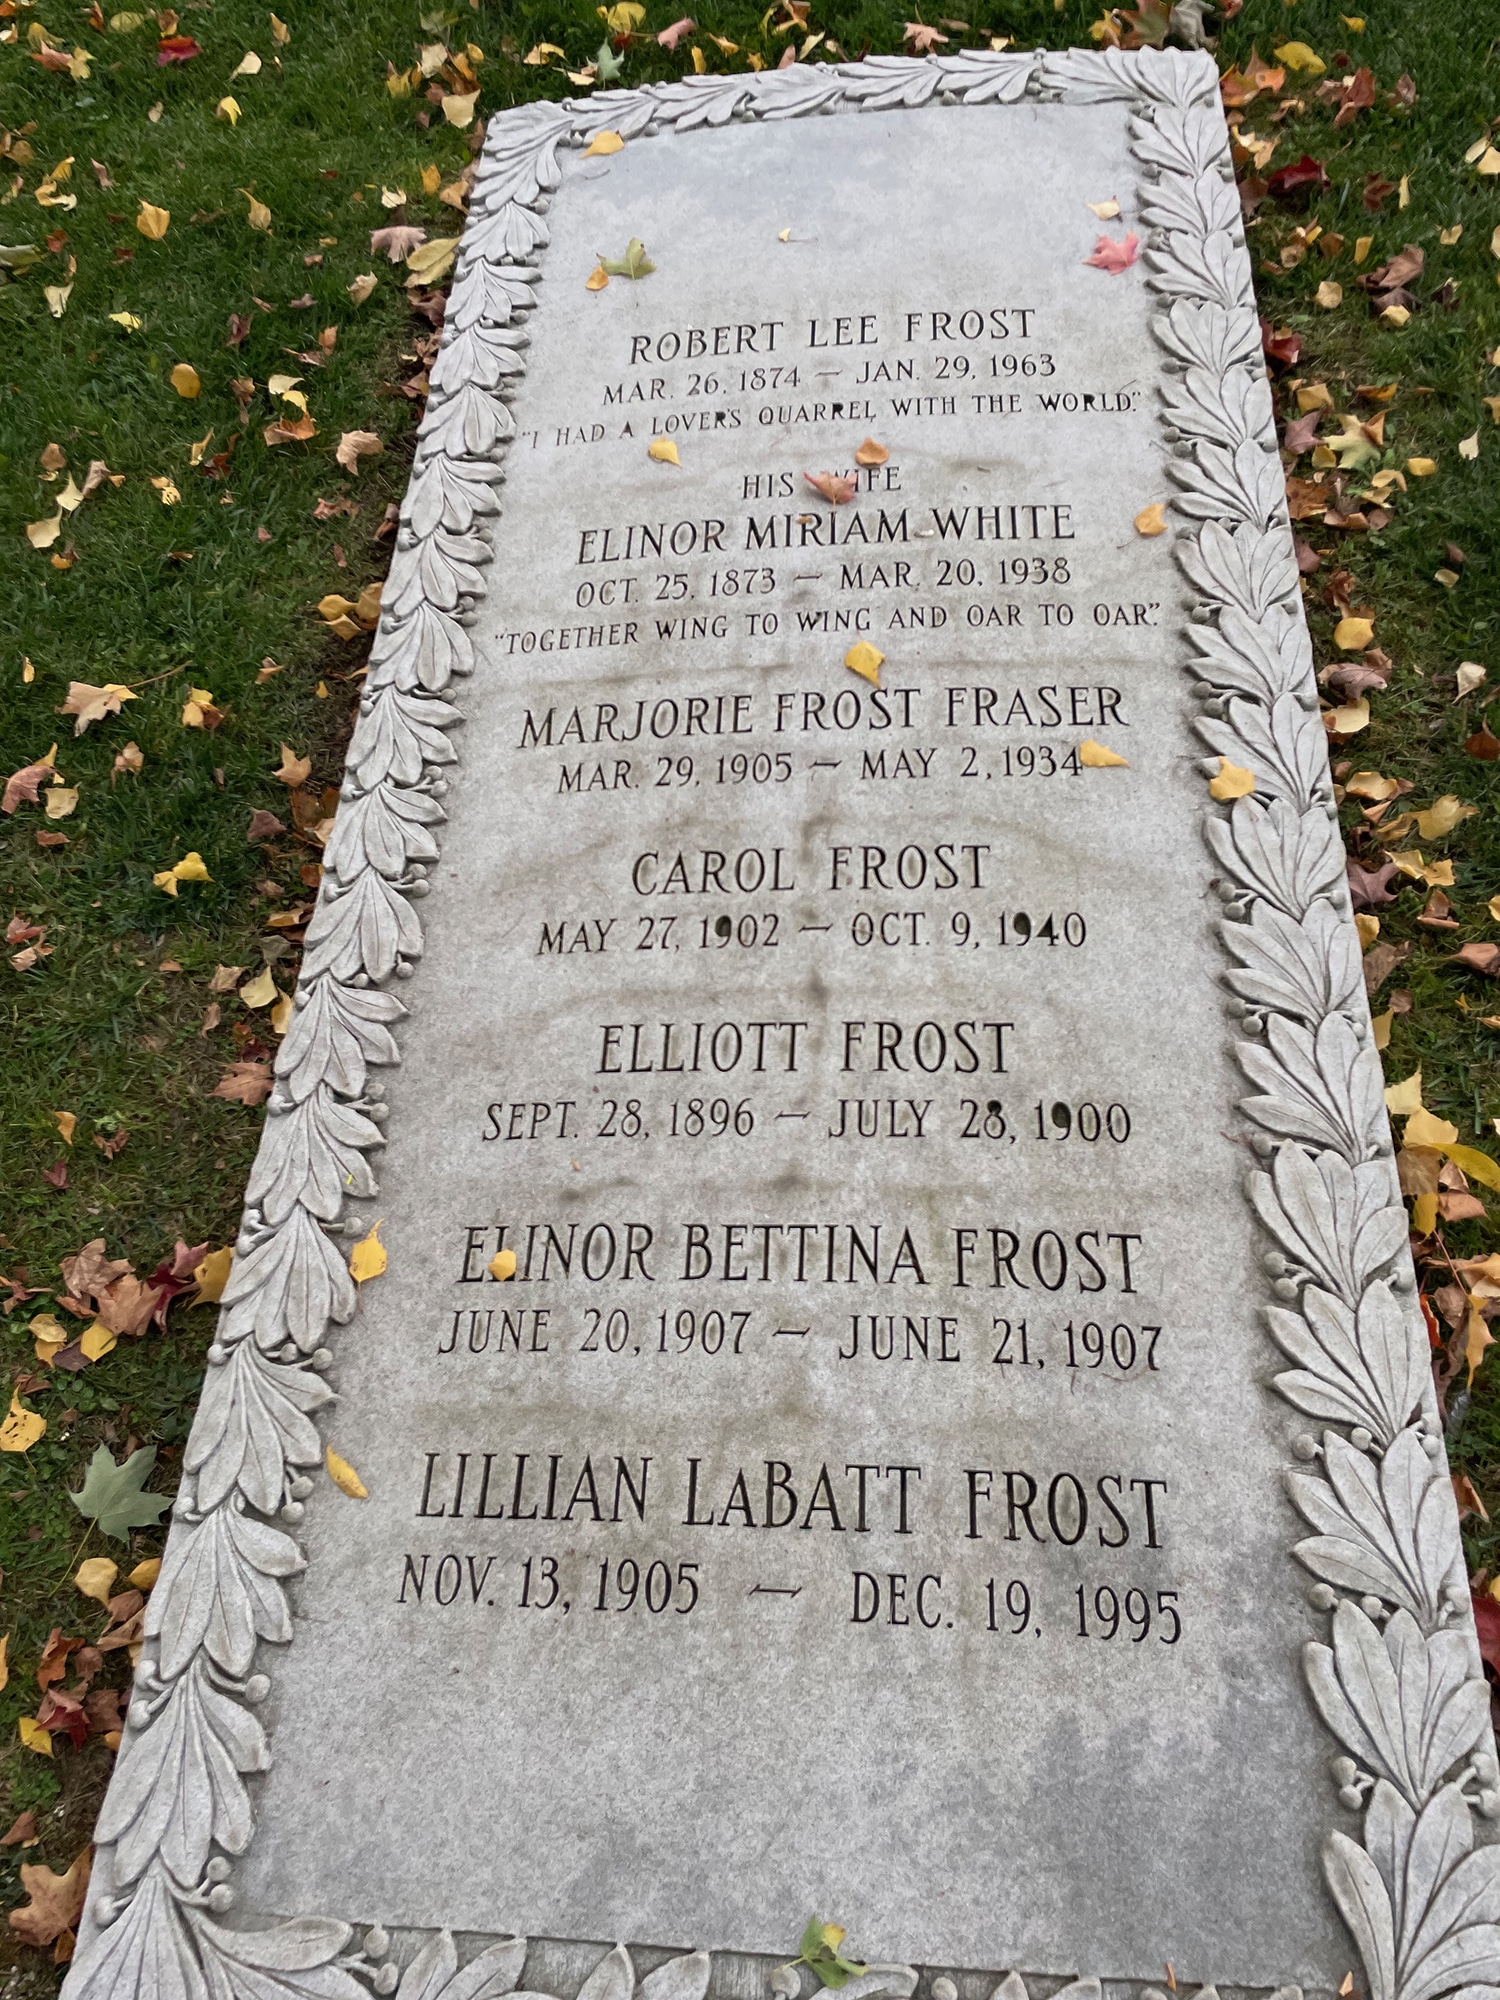 ROBERT LEE FROST
MAR. 26, 1874 — JAN. 29, 1963
"I HAD A LOVER'S QUARREL WITH THE WORLD."
HIS WIFE
ELINOR MIRIAM WHITE
OCT. 25, 1873 — MAR. 20, 1938
"TOGETHER WING TO WING AND OAR TO OAR."
MARJORIE FROST FRASER
MAR. 29, 1905 — MAY 2, 1934
CAROL FROST
MAY 27, 1902 — OCT. 9, 1940
ELLIOTT FROST
SEPT. 28, 1896 — JULY 28, 1900
ELINOR BETTINA FROST
JUNE 20, 1907 — JUNE 21, 1907
LILLIAN LABATT FROST
NOV. 13, 1905 — DEC. 19, 1995